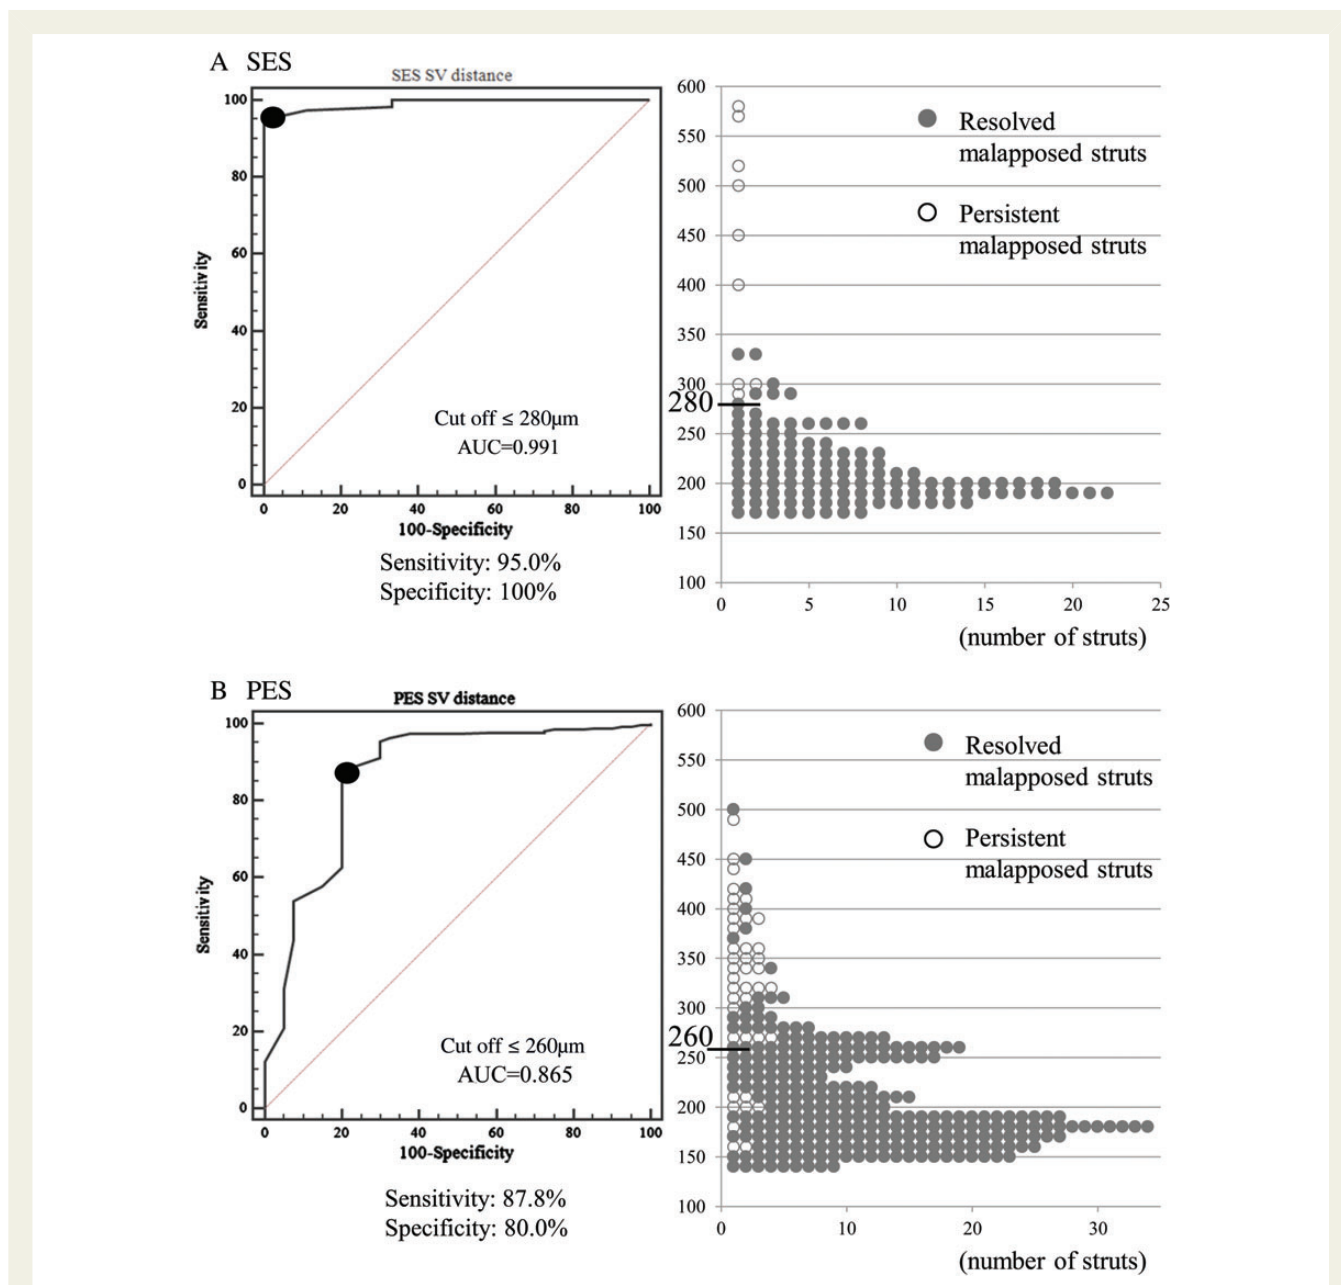 A SES
SES SV distance
100
80
60
40
20
0
Sensitivity
0 20 40 60 80 100
100-Specificity
Cut off ≤ 280µm
AUC=0.991
Sensitivity: 95.0%
Specificity: 100%
600
550
500
450
400
350
300
280
250
200
150
100
0 5 10 15 20 25
(number of struts)
Resolved
malapposed struts
Persistent
malapposed struts
B PES
PES SV distance
100
80
60
40
20
0
Sensitivity
0 20 40 60 80 100
100-Specificity
Cut off ≤ 260µm
AUC=0.865
Sensitivity: 87.8%
Specificity: 80.0%
600
550
500
450
400
350
300
260
250
200
150
100
0 10 20 30
(number of struts)
Resolved
malapposed struts
Persistent
malapposed struts